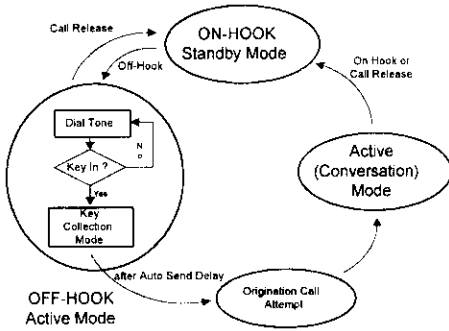 Call Release
ON-HOOK
Standby Mode
Off-Hook
On Hook or
Call Release
Dial Tone
N
o
Key In ?
Yes
Key
Collection
Mode
Active
(Conversation)
Mode
after Auto Send Delay
OFF-HOOK
Active Mode
Origination Call
Attempt